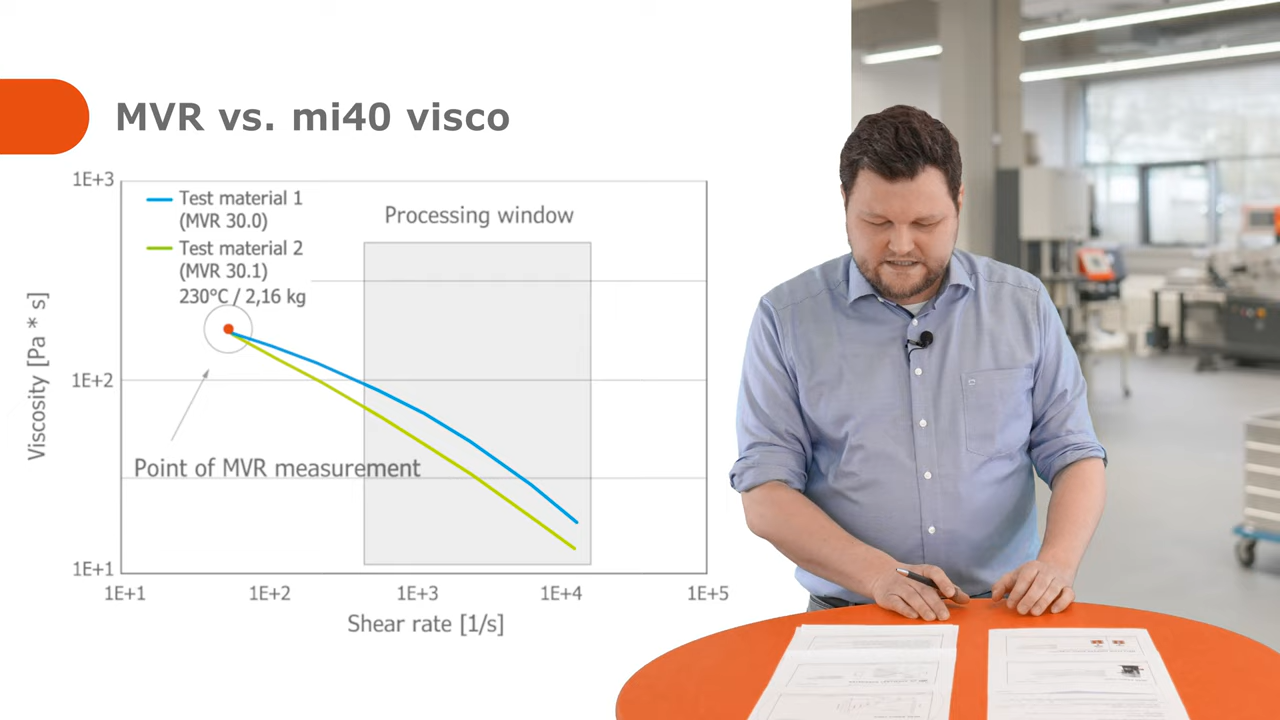 MVR vs. mi40 visco
1E+3
Test material 1
(MVR 30.0)
Test material 2
(MVR 30.1)
230°C / 2,16 kg
Processing window
Viscosity [Pa * s]
1E+2
Point of MVR measurement
1E+1
1E+1
1E+2
1E+3
1E+4
1E+5
Shear rate [1/s]